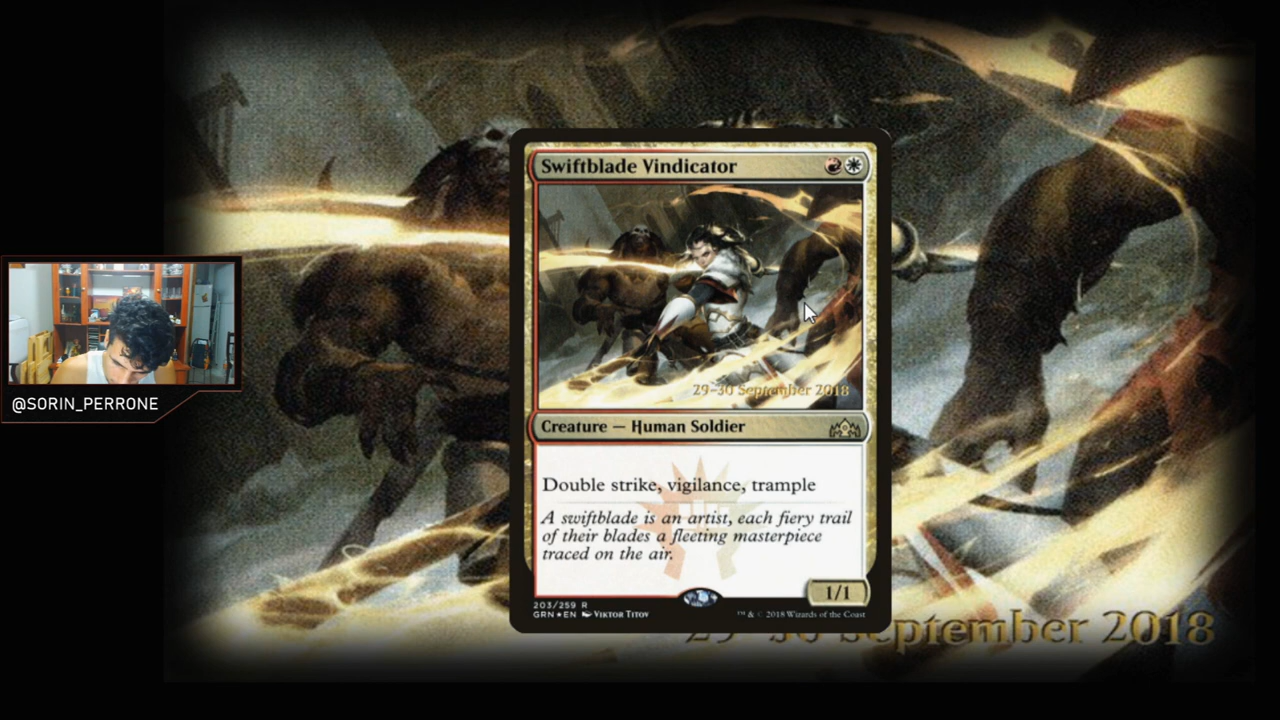 Swiftblade Vindicator
29-30 September 2018
Creature — Human Soldier
Double strike, vigilance, trample
A swiftblade is an artist, each fiery trail
of their blades a fleeting masterpiece
traced on the air.
1/1
203/259 R
GRN ★ EN Viktor Titov
™ & © 2018 Wizards of the Coast
@SORIN_PERRONE
29-30 September 2018